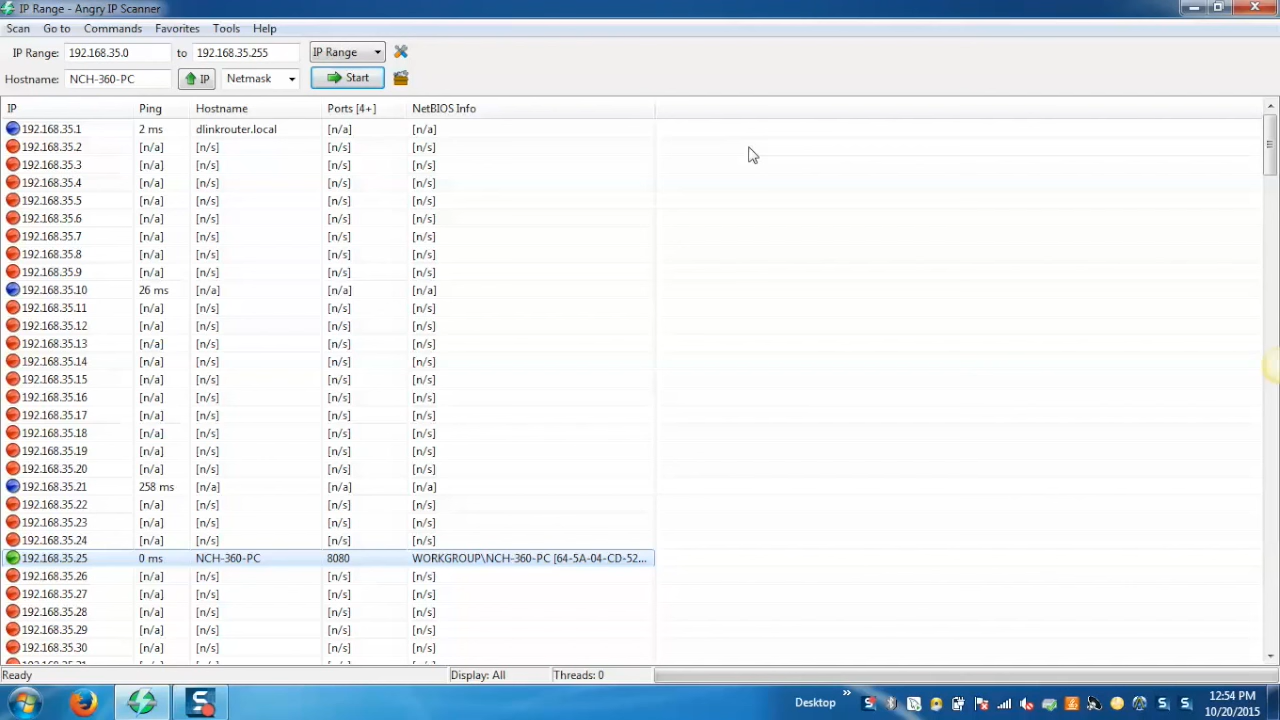 IP Range - Angry IP Scanner
Scan Go to Commands Favorites Tools Help
IP Range: 192.168.35.0 to 192.168.35.255 IP Range
Hostname: NCH-360-PC IP Netmask Start
IP Ping Hostname Ports [4+] NetBIOS Info
192.168.35.1 2 ms dlinkrouter.local [n/a] [n/a]
192.168.35.2 [n/a] [n/s] [n/s] [n/s]
192.168.35.3 [n/a] [n/s] [n/s] [n/s]
192.168.35.4 [n/a] [n/s] [n/s] [n/s]
192.168.35.5 [n/a] [n/s] [n/s] [n/s]
192.168.35.6 [n/a] [n/s] [n/s] [n/s]
192.168.35.7 [n/a] [n/s] [n/s] [n/s]
192.168.35.8 [n/a] [n/s] [n/s] [n/s]
192.168.35.9 [n/a] [n/s] [n/s] [n/s]
192.168.35.10 26 ms [n/a] [n/a] [n/a]
192.168.35.11 [n/a] [n/s] [n/s] [n/s]
192.168.35.12 [n/a] [n/s] [n/s] [n/s]
192.168.35.13 [n/a] [n/s] [n/s] [n/s]
192.168.35.14 [n/a] [n/s] [n/s] [n/s]
192.168.35.15 [n/a] [n/s] [n/s] [n/s]
192.168.35.16 [n/a] [n/s] [n/s] [n/s]
192.168.35.17 [n/a] [n/s] [n/s] [n/s]
192.168.35.18 [n/a] [n/s] [n/s] [n/s]
192.168.35.19 [n/a] [n/s] [n/s] [n/s]
192.168.35.20 [n/a] [n/s] [n/s] [n/s]
192.168.35.21 258 ms [n/a] [n/a] [n/a]
192.168.35.22 [n/a] [n/s] [n/s] [n/s]
192.168.35.23 [n/a] [n/s] [n/s] [n/s]
192.168.35.24 [n/a] [n/s] [n/s] [n/s]
192.168.35.25 0 ms NCH-360-PC 8080 WORKGROUP\NCH-360-PC [64-5A-04-CD-52...
192.168.35.26 [n/a] [n/s] [n/s] [n/s]
192.168.35.27 [n/a] [n/s] [n/s] [n/s]
192.168.35.28 [n/a] [n/s] [n/s] [n/s]
192.168.35.29 [n/a] [n/s] [n/s] [n/s]
192.168.35.30 [n/a] [n/s] [n/s] [n/s]
Ready Display: All Threads: 0
Desktop » 12:54 PM
10/20/2015